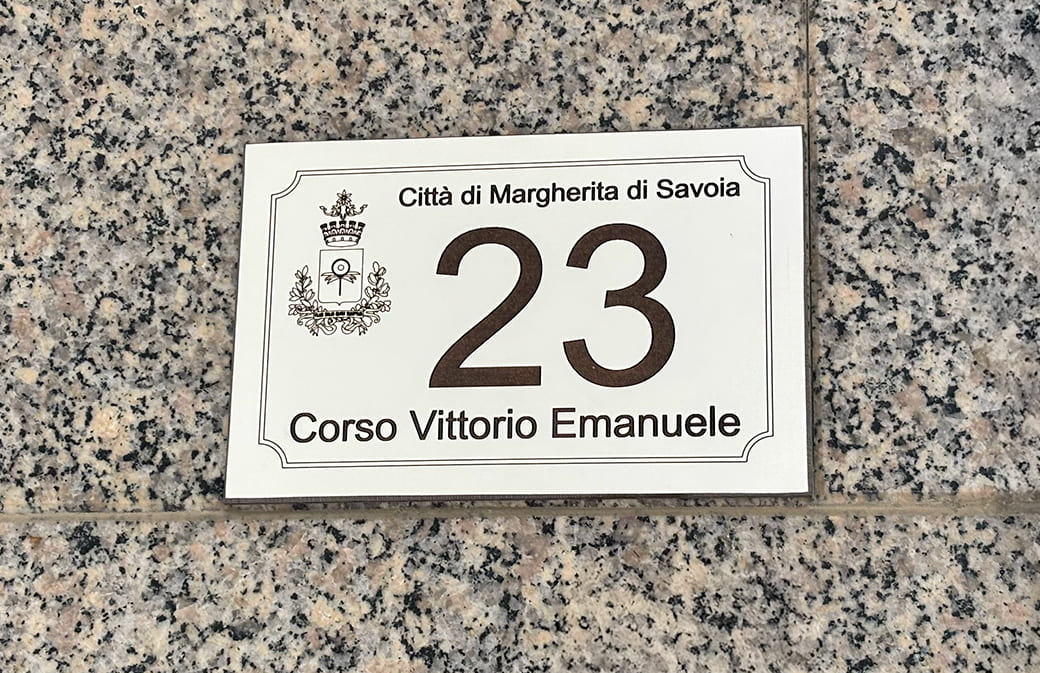 Città di Margherita di Savoia
23
Corso Vittorio Emanuele